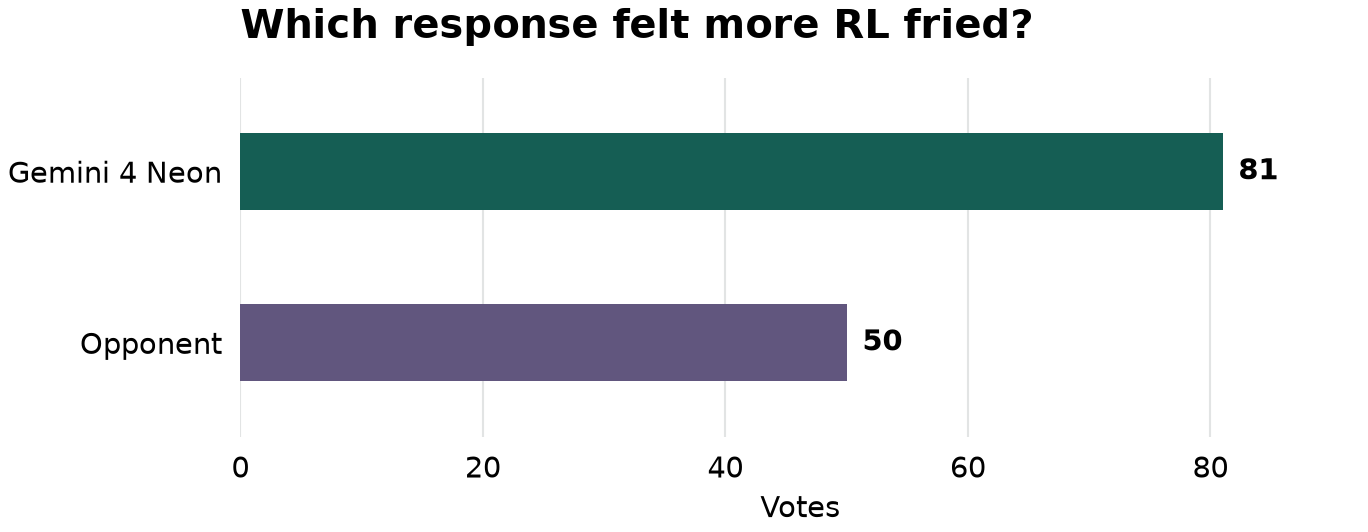 Which response felt more RL fried?
Gemini 4 Neon
81
Opponent
50
0 20 40 60 80
Votes